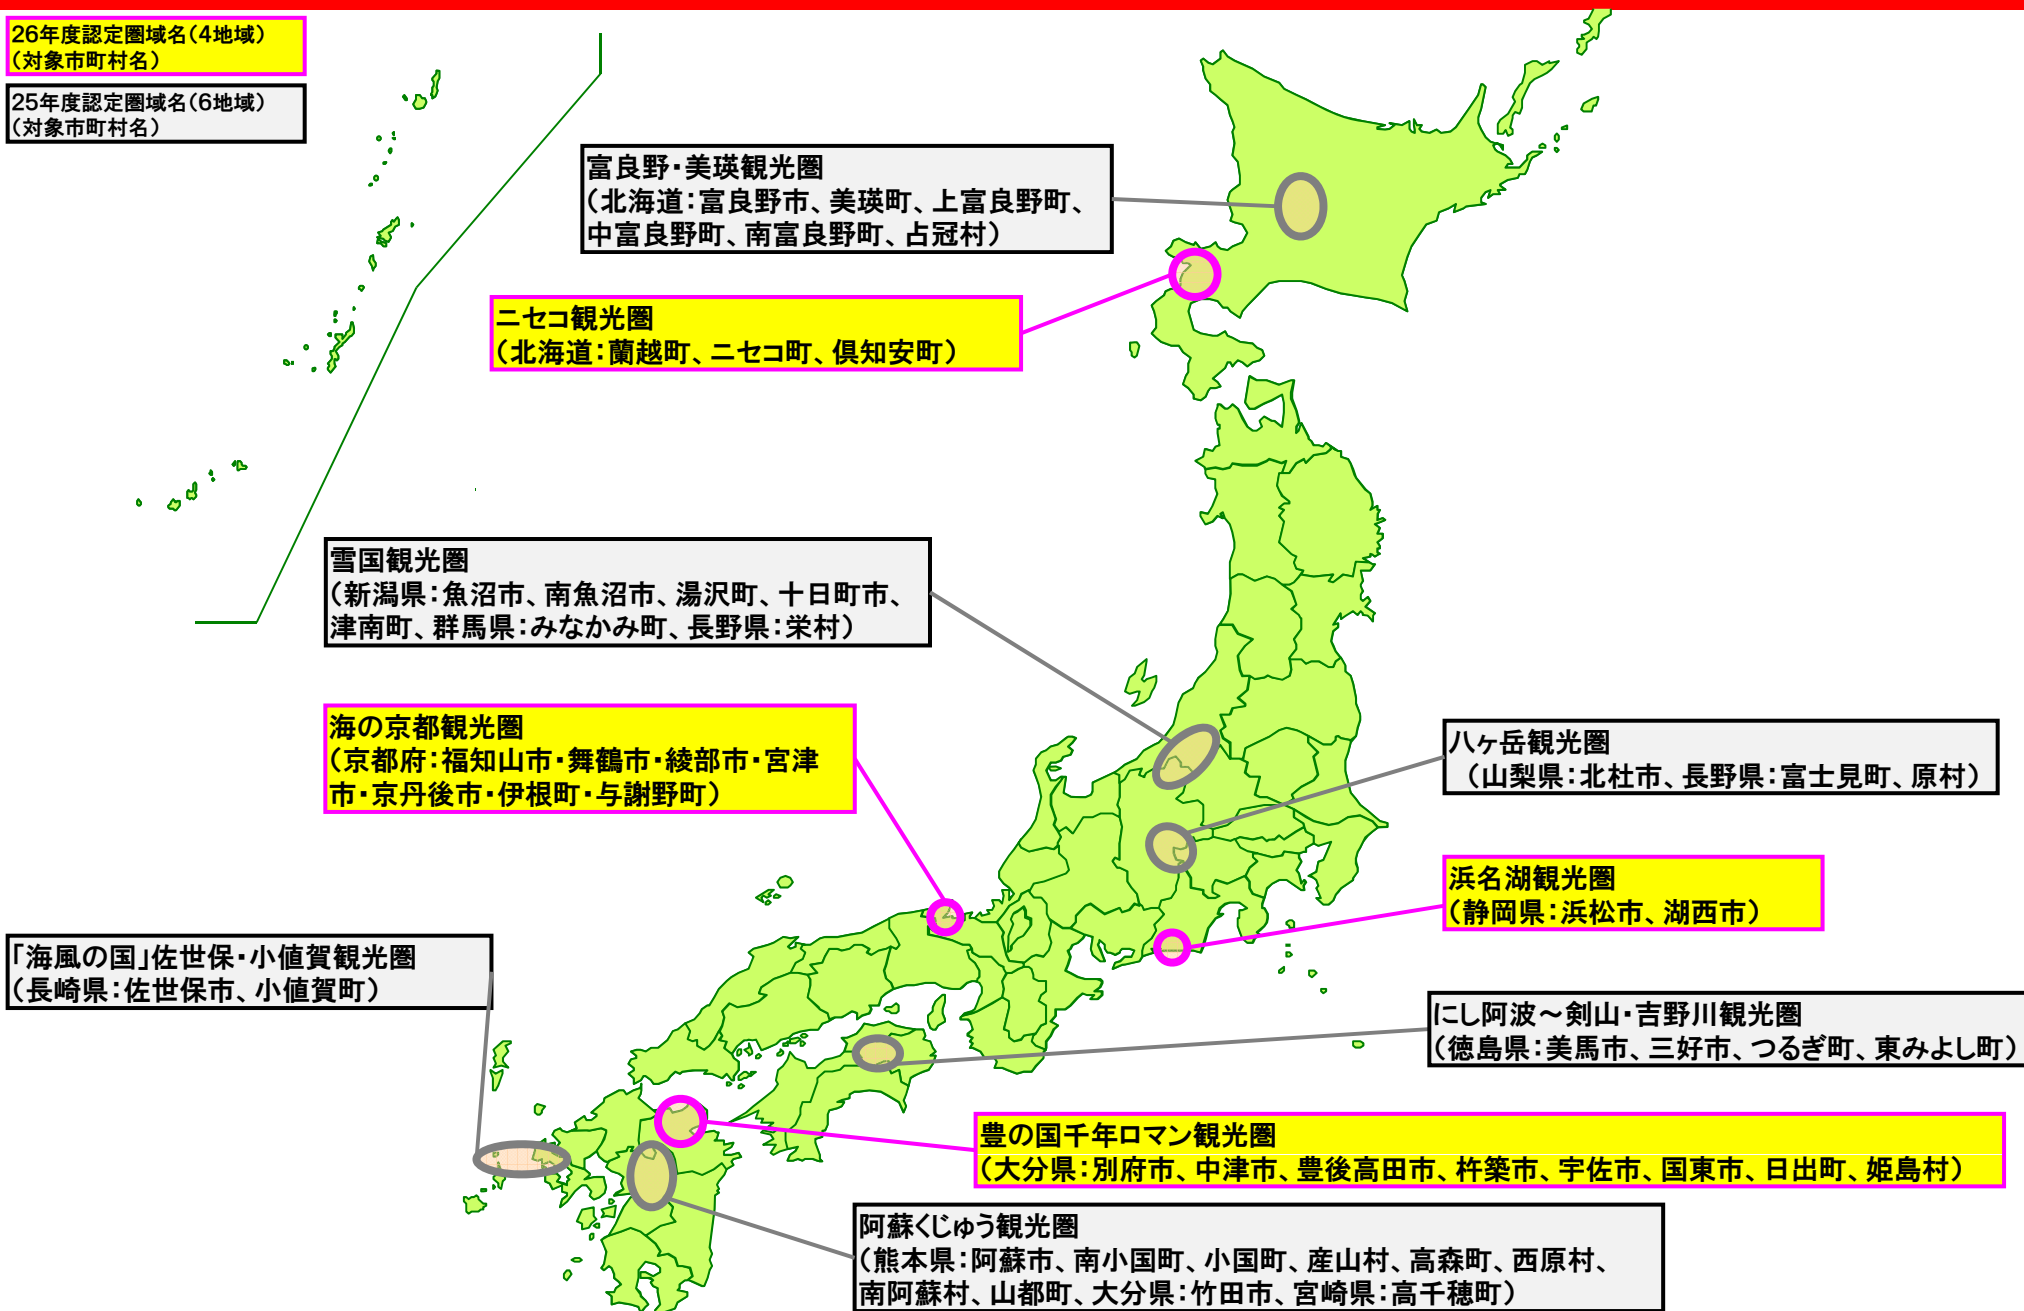 26年度認定圏域名(4地域)
(対象市町村名)
25年度認定圏域名(6地域)
(対象市町村名)
富良野・美瑛観光圏
(北海道:富良野市、美瑛町、上富良野町、
中富良野町、南富良野町、占冠村)
ニセコ観光圏
(北海道:蘭越町、ニセコ町、倶知安町)
雪国観光圏
(新潟県:魚沼市、南魚沼市、湯沢町、十日町市、
津南町、群馬県:みなかみ町、長野県:栄村)
海の京都観光圏
(京都府:福知山市・舞鶴市・綾部市・宮津
市・京丹後市・伊根町・与謝野町)
八ヶ岳観光圏
(山梨県:北杜市、長野県:富士見町、原村)
浜名湖観光圏
(静岡県:浜松市、湖西市)
「海風の国」佐世保・小値賀観光圏
(長崎県:佐世保市、小値賀町)
にし阿波~剣山・吉野川観光圏
(徳島県:美馬市、三好市、つるぎ町、東みよし町)
豊の国千年ロマン観光圏
(大分県:別府市、中津市、豊後高田市、杵築市、宇佐市、国東市、日出町、姫島村)
阿蘇くじゅう観光圏
(熊本県:阿蘇市、南小国町、小国町、産山村、高森町、西原村、
南阿蘇村、山都町、大分県:竹田市、宮崎県:高千穂町)